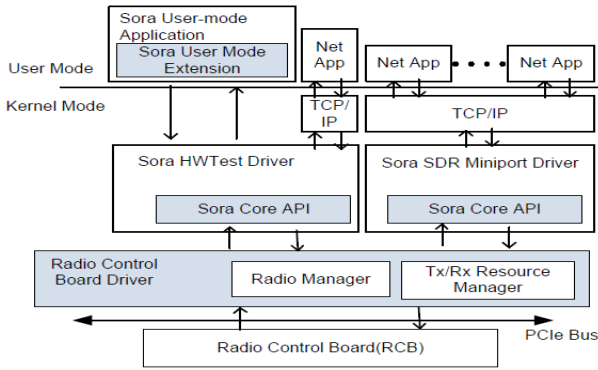 Sora User-mode
Application
Sora User Mode
Extension
Net
App
Net App
Net App
User Mode
Kernel Mode
TCP/
IP
TCP/IP
Sora HWTest Driver
Sora SDR Miniport Driver
Sora Core API
Sora Core API
Radio Control
Board Driver
Radio Manager
Tx/Rx Resource
Manager
PCIe Bus
Radio Control Board(RCB)